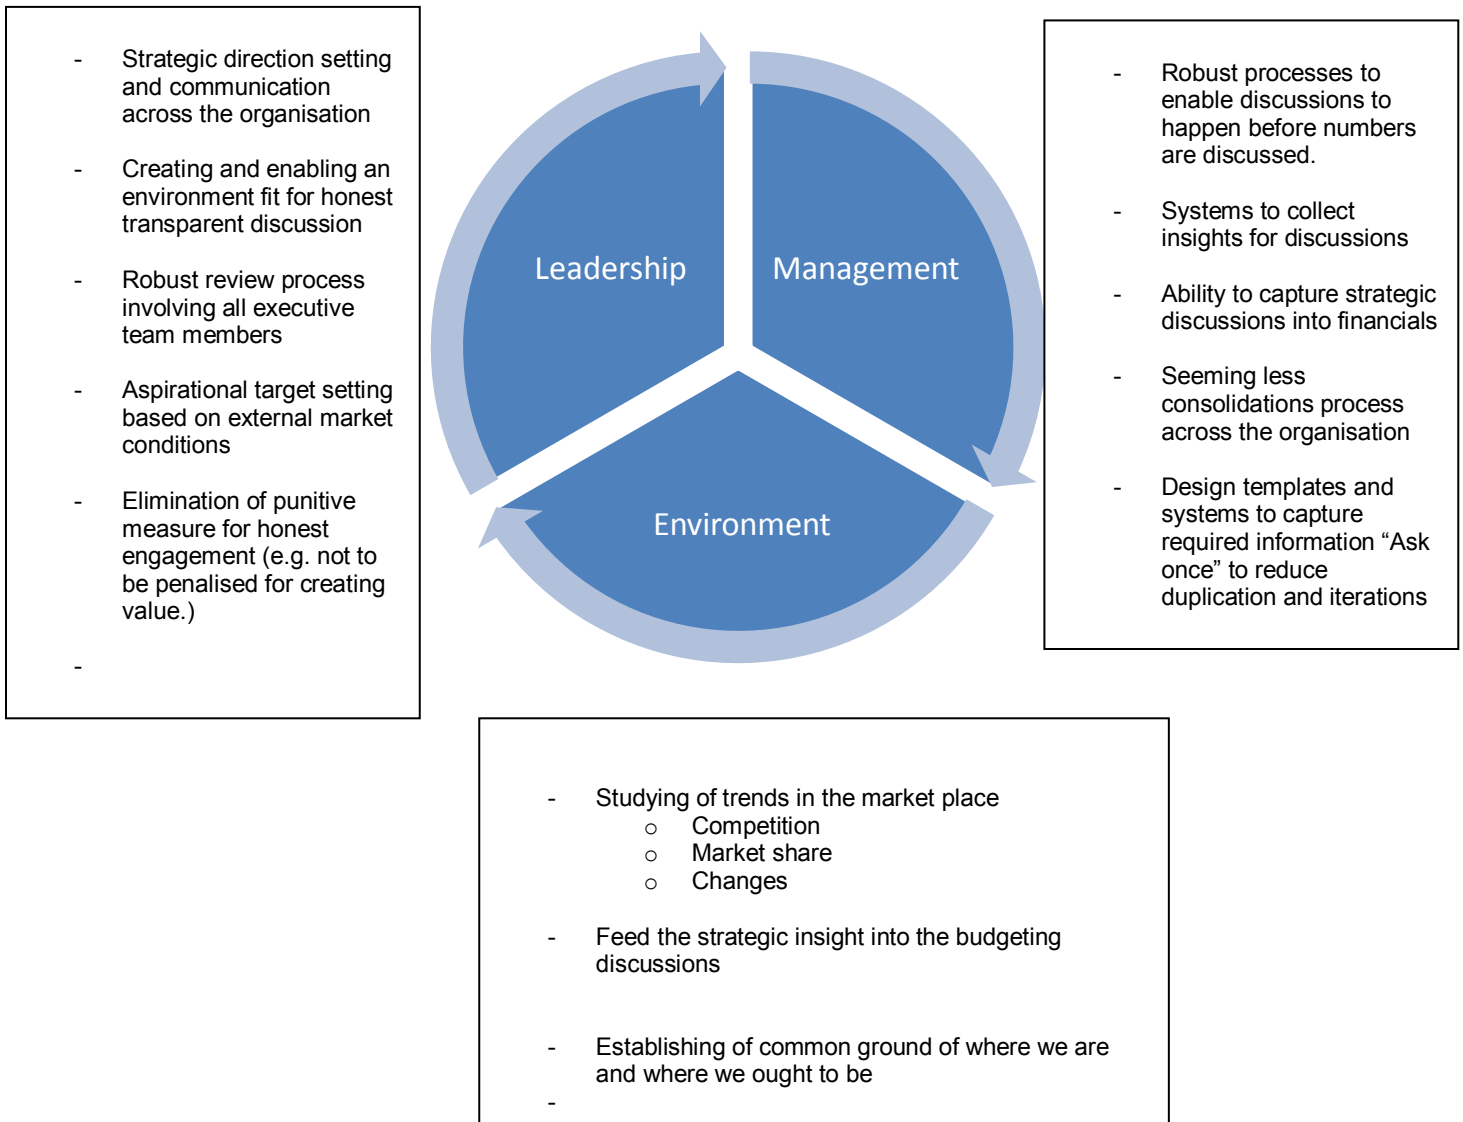 - Strategic direction setting
and communication
across the organisation
- Creating and enabling an
environment fit for honest
transparent discussion
- Robust review process
involving all executive
team members
- Aspirational target setting
based on external market
conditions
- Elimination of punitive
measure for honest
engagement (e.g. not to
be penalised for creating
value.)
-
Leadership
Management
Environment
- Robust processes to
enable discussions to
happen before numbers
are discussed.
- Systems to collect
insights for discussions
- Ability to capture strategic
discussions into financials
- Seeming less
consolidations process
across the organisation
- Design templates and
systems to capture
required information “Ask
once” to reduce
duplication and iterations
- Studying of trends in the market place
o Competition
o Market share
o Changes
- Feed the strategic insight into the budgeting
discussions
- Establishing of common ground of where we are
and where we ought to be
-